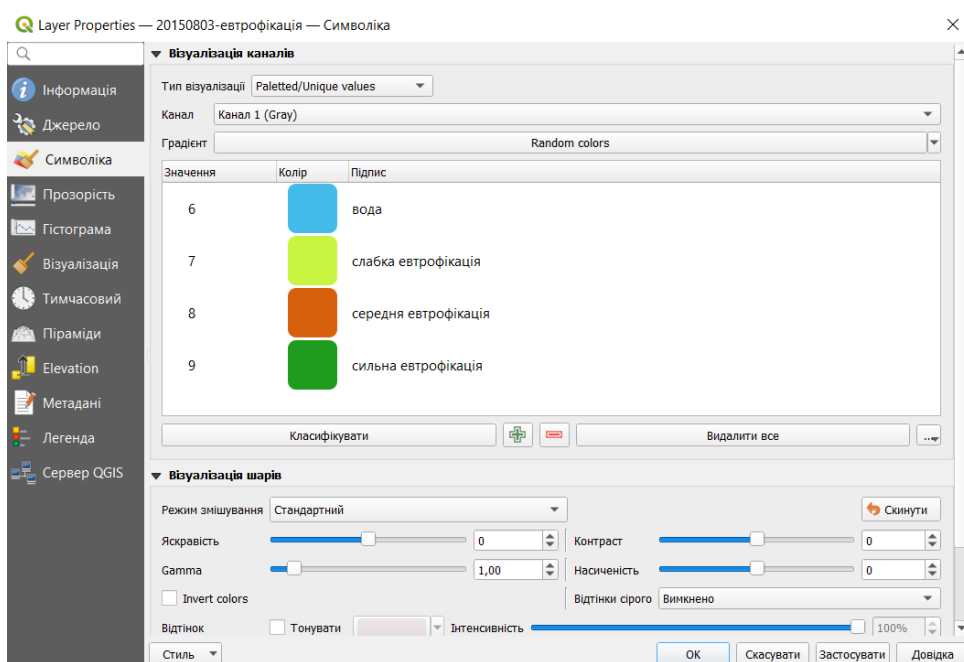 Layer Properties — 20150803-евтрофікація — Символіка
Інформація
Джерело
Символіка
Прозорість
Гістограма
Візуалізація
Тимчасовий
Піраміди
Elevation
Метадані
Легенда
Сервер QGIS
Візуалізація каналів
Тип візуалізації Paletted/Unique values
Канал Канал 1 (Gray)
Градієнт Random colors
Значення Колір Підпис
6 вода
7 слабка евтрофікація
8 середня евтрофікація
9 сильна евтрофікація
Класифікувати Видалити все ...
Візуалізація шарів
Режим змішування Стандартний Скинути
Яскравість 0 Контраст 0
Gamma 1,00 Насиченість 0
Invert colors Відтінки сірого Вимкнено
Відтінок Тонувати Інтенсивність 100%
Стиль OK Скасувати Застосувати Довідка